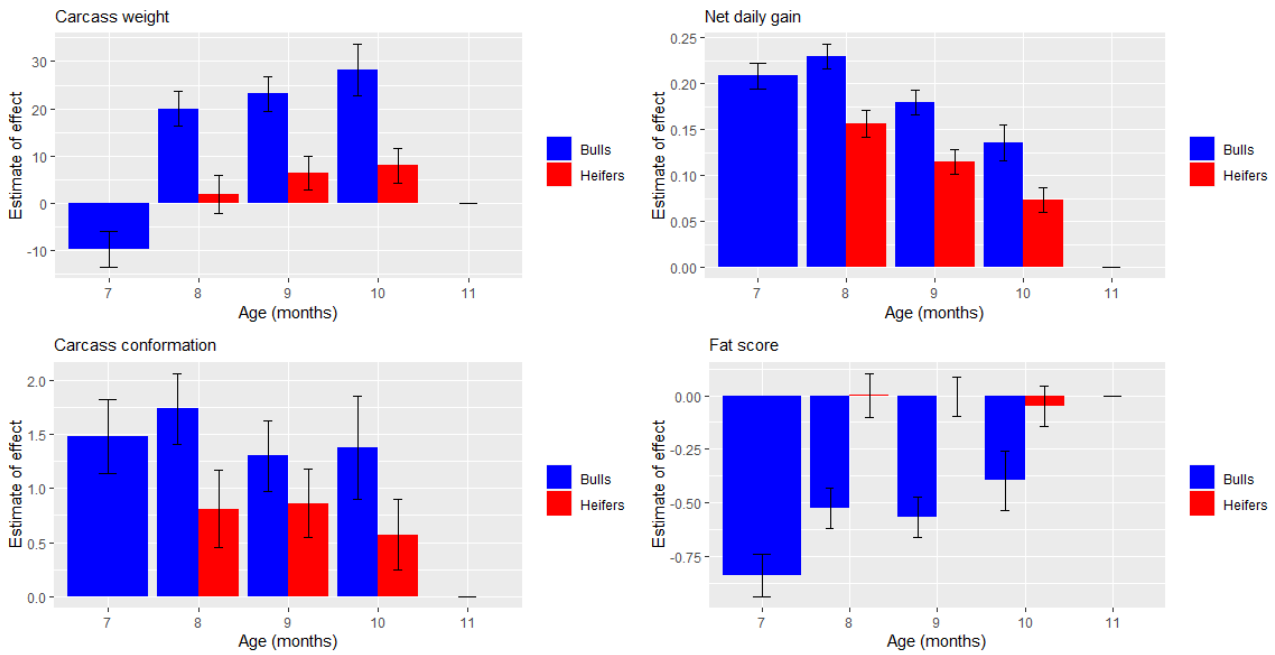 Carcass weight
Estimate of effect
30
20
10
0
-10
7 8 9 10 11
Age (months)
Bulls
Heifers
Net daily gain
Estimate of effect
0.25
0.20
0.15
0.10
0.05
0.00
7 8 9 10 11
Age (months)
Bulls
Heifers
Carcass conformation
Estimate of effect
2.0
1.5
1.0
0.5
0.0
7 8 9 10 11
Age (months)
Bulls
Heifers
Fat score
Estimate of effect
0.00
-0.25
-0.50
-0.75
7 8 9 10 11
Age (months)
Bulls
Heifers